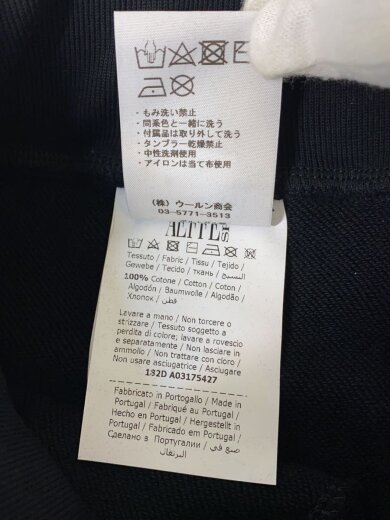 ・もみ洗い禁止
・同系色と一緒に洗う
・付属品は取り外して洗う
・タンブラー乾燥禁止
・中性洗剤使用
・アイロンは当て布使用
(株) ウールン商会
03-5771-3513
Tessuto / Fabric / Tissu / Tejido /
Gewebe / Tecido / ткань / النسيج
100% Cotone / Cotton / Coton /
Algodón / Baumwolle / Algodão /
Хлопок / قطن
Lavare a mano / Non torcere o
strizzare / Tessuto soggetto a
perdita di colore; lavare a rovescio
e separatamente / Non lasciare in
ammollo / Non trattare con cloro /
Non usare asciugatrice / Asciugare
132D A03175427
Fabbricato in Portogallo / Made in
Portugal / Fabriqué au Portugal /
Hecho en Portugal / Hergestellt in
Portugal / Fabricado em Portugal /
Сделано в Португалии / صنع في
البرتغال